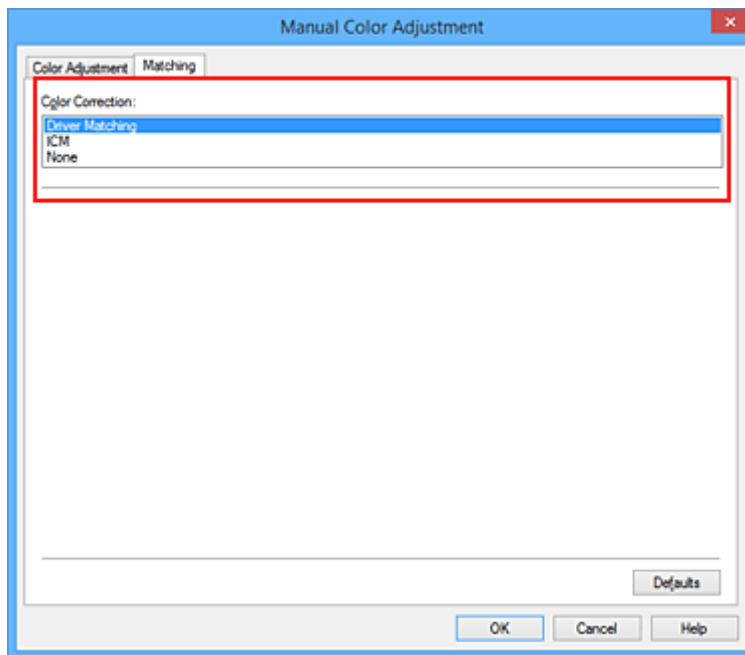 Manual Color Adjustment
Color Adjustment Matching
Color Correction:
Driver Matching
ICM
None
Defaults
OK Cancel Help